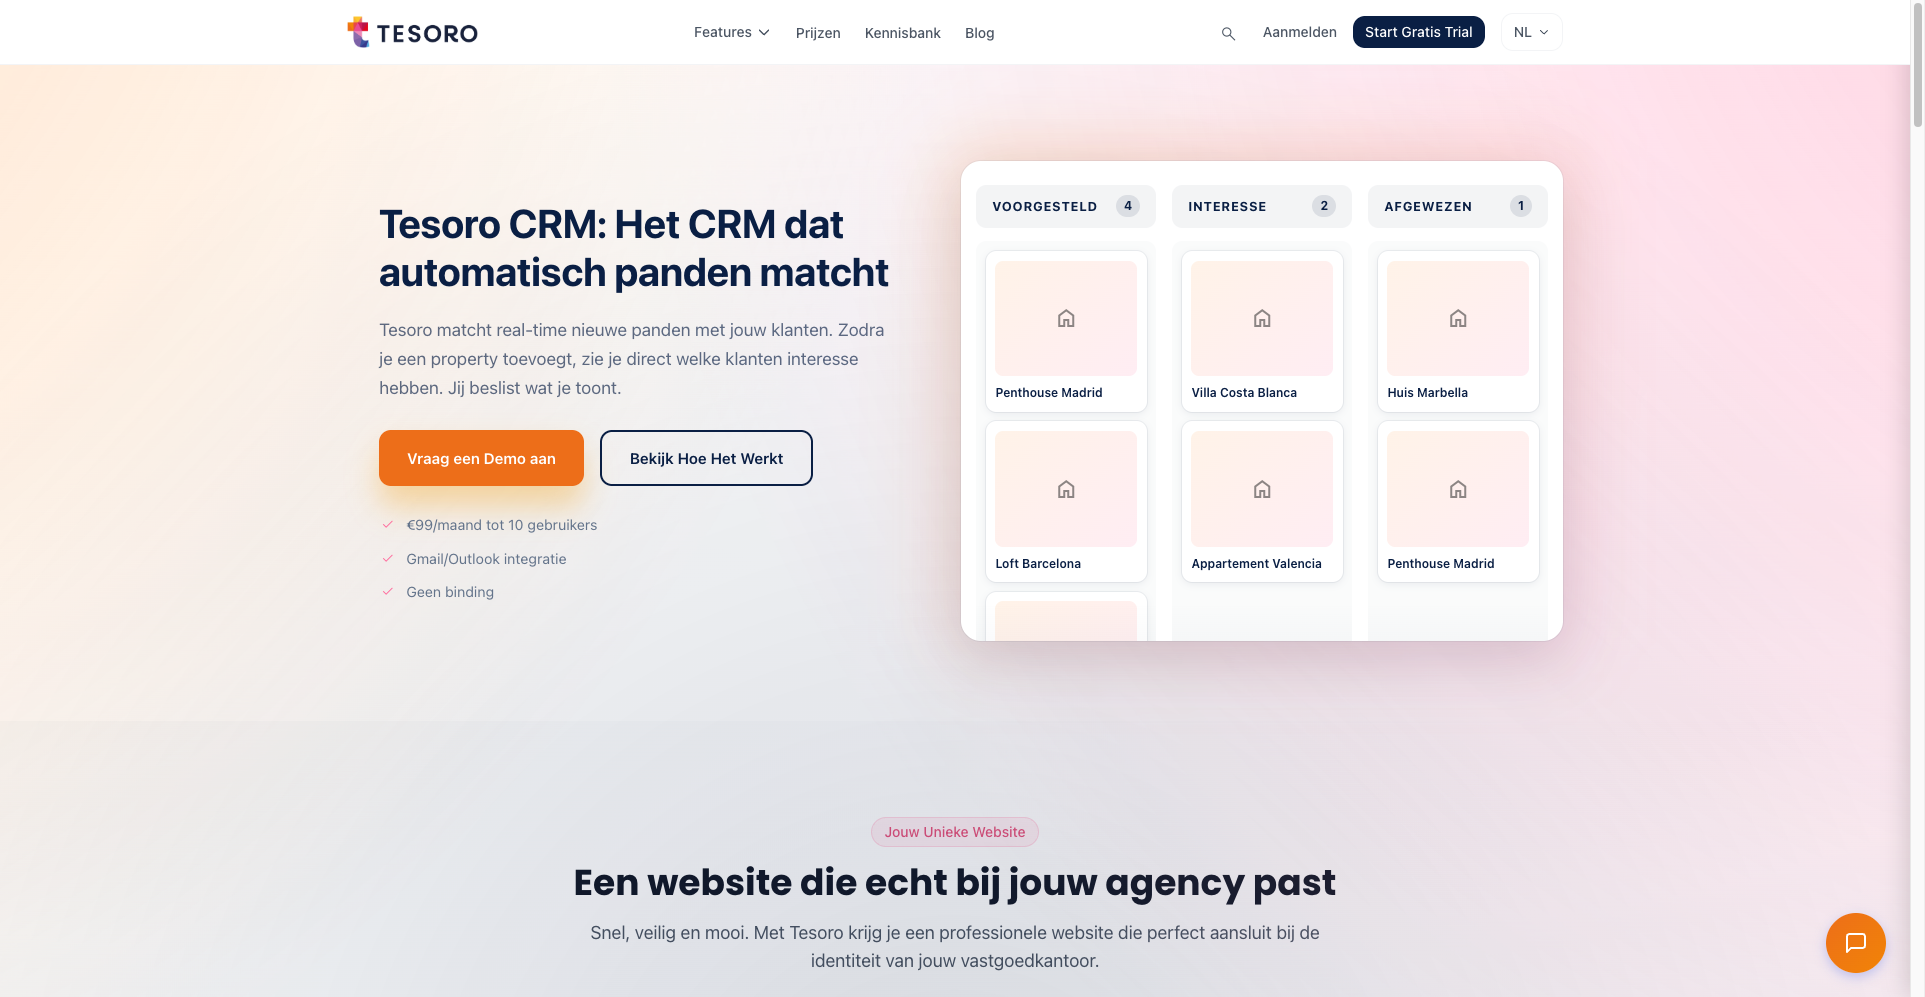 TESORO
Features
Prijzen
Kennisbank
Blog
Aanmelden
Start Gratis Trial
NL
Tesoro CRM: Het CRM dat
automatisch panden matcht
Tesoro matcht real-time nieuwe panden met jouw klanten. Zodra
je een property toevoegt, zie je direct welke klanten interesse
hebben. Jij beslist wat je toont.
Vraag een Demo aan
Bekijk Hoe Het Werkt
€99/maand tot 10 gebruikers
Gmail/Outlook integratie
Geen binding
VOORGESTELD 4
Penthouse Madrid
Loft Barcelona
INTERESSE 2
Villa Costa Blanca
Appartement Valencia
AFGEWEZEN 1
Huis Marbella
Penthouse Madrid
Jouw Unieke Website
Een website die echt bij jouw agency past
Snel, veilig en mooi. Met Tesoro krijg je een professionele website die perfect aansluit bij de
identiteit van jouw vastgoedkantoor.